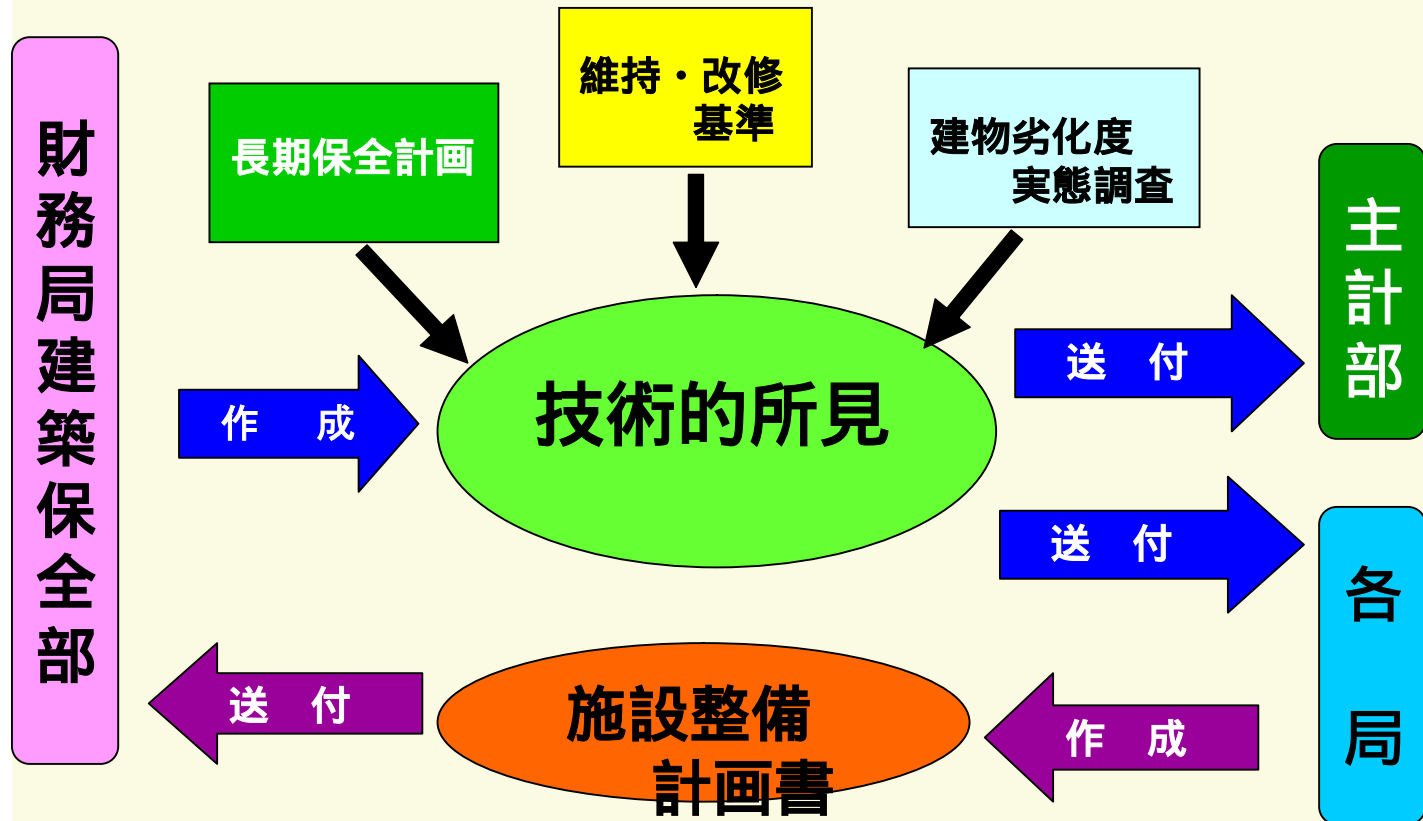 財務局建築保全部
長期保全計画
維持・改修
基準
建物劣化度
実態調査
作 成
技術的所見
送 付
主計部
送 付
各 局
作 成
施設整備
計画書
送 付